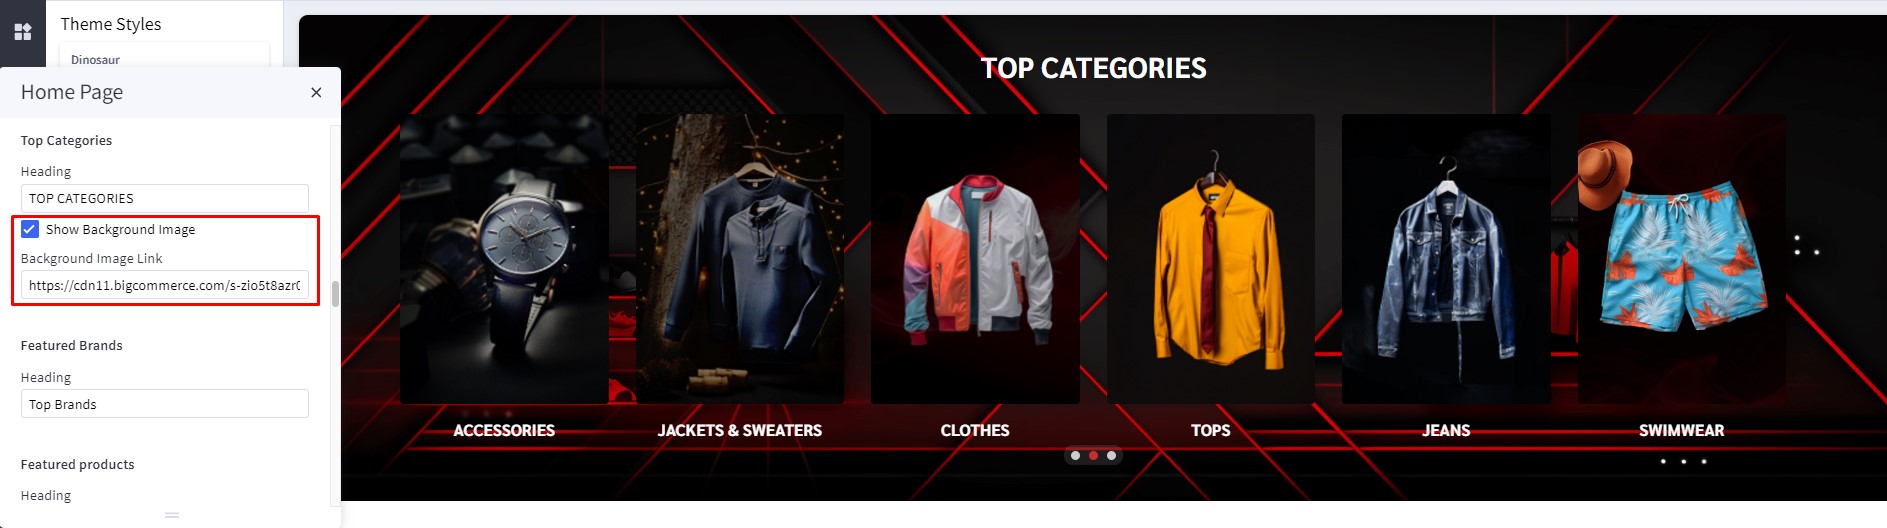 Theme Styles
Dinosaur
Home Page
Top Categories
Heading
TOP CATEGORIES
Show Background Image
Background Image Link
https://cdn11.bigcommerce.com/s-zio5t8azr0
Featured Brands
Heading
Top Brands
Featured products
Heading
TOP CATEGORIES
ACCESSORIES
JACKETS & SWEATERS
CLOTHES
TOPS
JEANS
SWIMWEAR